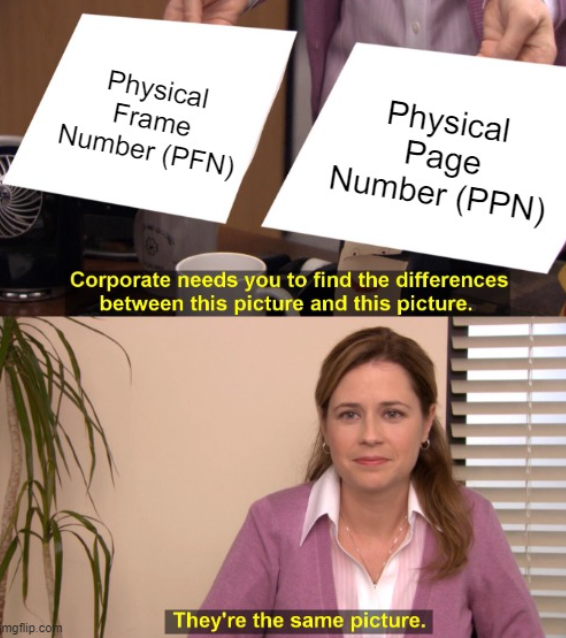 Physical
Frame
Number (PFN)
Physical
Page
Number (PPN)
Corporate needs you to find the differences
between this picture and this picture.
They're the same picture.
imgflip.com